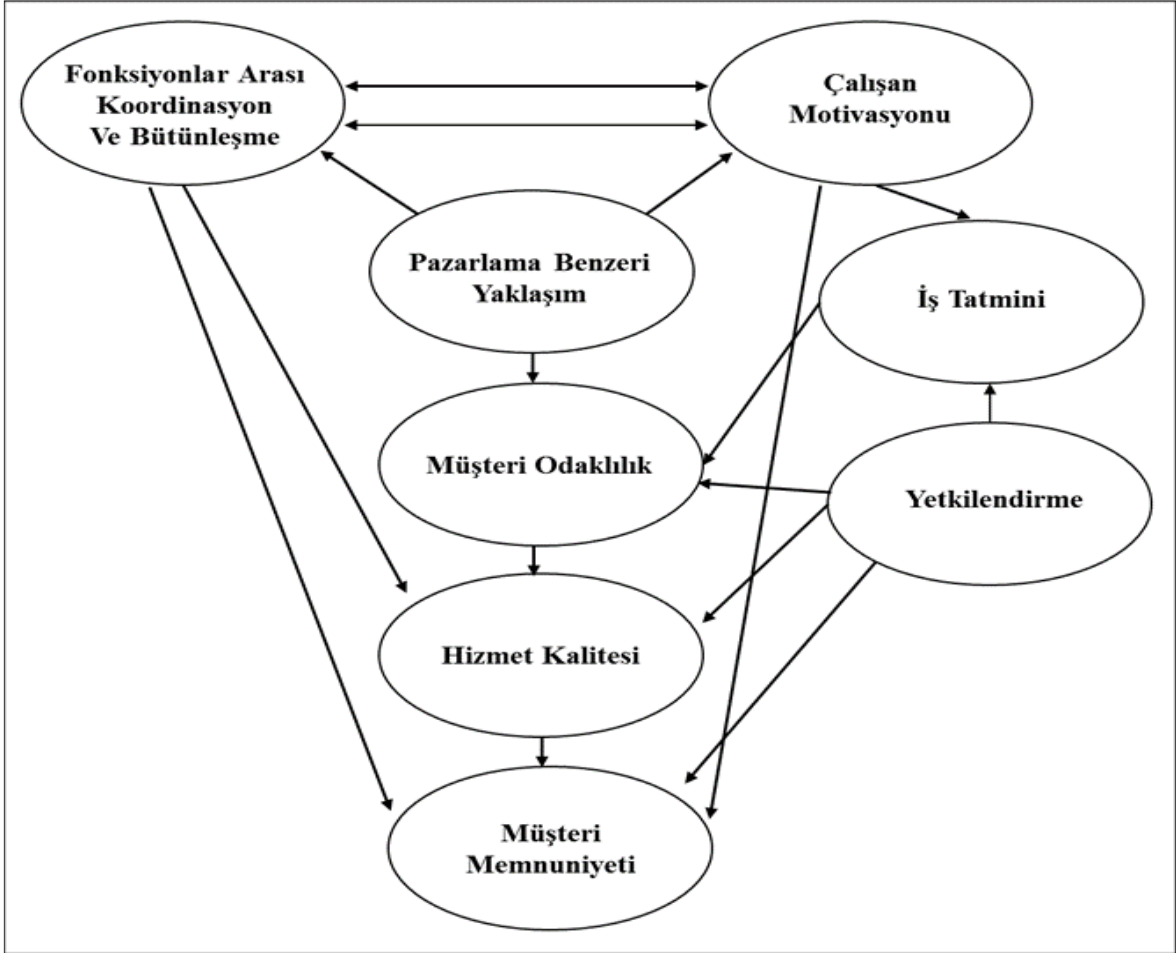 Fonksiyonlar Arası
Koordinasyon
Ve Bütünleşme
Çalışan
Motivasyonu
Pazarlama Benzeri
Yaklaşım
İş Tatmini
Müşteri Odaklılık
Yetkilendirme
Hizmet Kalitesi
Müşteri
Memnuniyeti